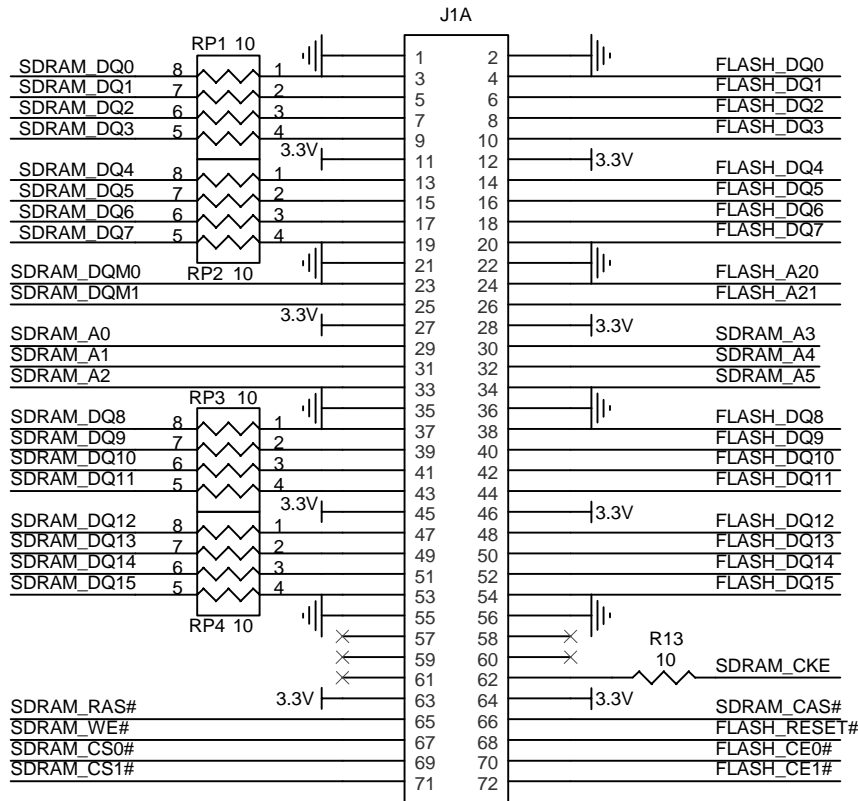 J1A
RP1 10
1 2
SDRAM_DQ0 8 1 3 4 FLASH_DQ0
SDRAM_DQ1 7 2 5 6 FLASH_DQ1
SDRAM_DQ2 6 3 7 8 FLASH_DQ2
SDRAM_DQ3 5 4 9 10 FLASH_DQ3
3.3V 11 12 3.3V
SDRAM_DQ4 8 1 13 14 FLASH_DQ4
SDRAM_DQ5 7 2 15 16 FLASH_DQ5
SDRAM_DQ6 6 3 17 18 FLASH_DQ6
SDRAM_DQ7 5 4 19 20 FLASH_DQ7
RP2 10 21 22
SDRAM_DQM0 23 24 FLASH_A20
SDRAM_DQM1 25 26 FLASH_A21
3.3V 27 28 3.3V
SDRAM_A0 29 30 SDRAM_A3
SDRAM_A1 31 32 SDRAM_A4
SDRAM_A2 33 34 SDRAM_A5
RP3 10 35 36
SDRAM_DQ8 8 1 37 38 FLASH_DQ8
SDRAM_DQ9 7 2 39 40 FLASH_DQ9
SDRAM_DQ10 6 3 41 42 FLASH_DQ10
SDRAM_DQ11 5 4 43 44 FLASH_DQ11
3.3V 45 46 3.3V
SDRAM_DQ12 8 1 47 48 FLASH_DQ12
SDRAM_DQ13 7 2 49 50 FLASH_DQ13
SDRAM_DQ14 6 3 51 52 FLASH_DQ14
SDRAM_DQ15 5 4 53 54 FLASH_DQ15
RP4 10 55 56
57 58
R13
59 60
10
61 62 SDRAM_CKE
3.3V 63 64 3.3V
SDRAM_RAS# 65 66 SDRAM_CAS#
SDRAM_WE# 67 68 FLASH_RESET#
SDRAM_CS0# 69 70 FLASH_CE0#
SDRAM_CS1# 71 72 FLASH_CE1#